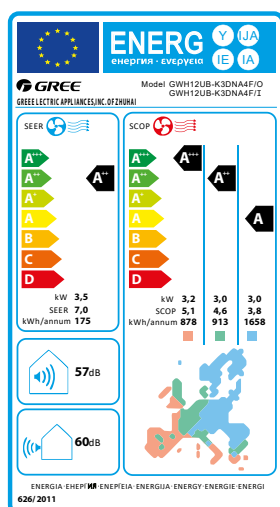 ENERG
Y IJA
IE IA
енергия · ενεργεια
GREE
GREE LECTRIC APPLIANCES,INC. OF ZHUHAI
Model GWH12UB-K3DNA4F/O
GWH12UB-K3DNA4F/I
SEER
SCOP
A+++
A++
A+
A
B
C
D
A++
A+++
A++
A+
A
B
C
D
A+++
A++
A
kW 3,5
SEER 7,0
kWh/annum 175
kW 3,2 3,0 3,0
SCOP 5,1 4,6 3,8
kWh/annum 878 913 1658
57dB
60dB
ENERGIA·ЕНЕРГИЯ·ΕΝΕΡΓΕΙΑ·ENERGIJA·ENERGY·ENERGIE·ENERGI
626/2011